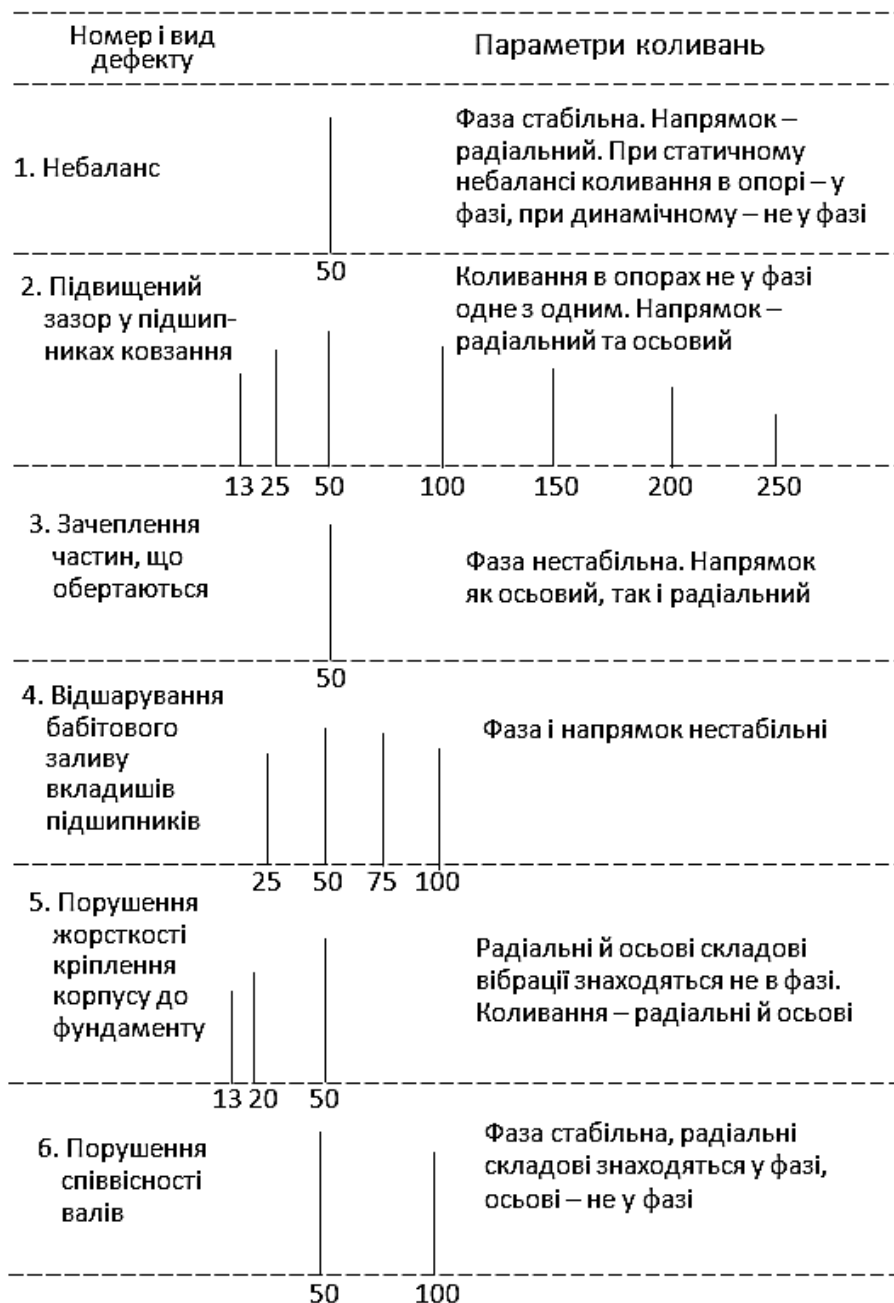 Номер і вид
дефекту
Параметри коливань
1. Небаланс
Фаза стабільна. Напрямок –
радіальний. При статичному
небалансі коливання в опорі – у
фазі, при динамічному – не у фазі
50
2. Підвищений
зазор у підшип-
никах ковзання
Коливання в опорах не у фазі
одне з одним. Напрямок –
радіальний та осьовий
13 25 50 100 150 200 250
3. Зачеплення
частин, що
обертаються
Фаза нестабільна. Напрямок
як осьовий, так і радіальний
50
4. Відшарування
бабітового
заливу
вкладишів
підшипників
Фаза і напрямок нестабільні
25 50 75 100
5. Порушення
жорсткості
кріплення
корпусу до
фундаменту
Радіальні й осьові складові
вібрації знаходяться не в фазі.
Коливання – радіальні й осьові
13 20 50
6. Порушення
співвісності
валів
Фаза стабільна, радіальні
складові знаходяться у фазі,
осьові – не у фазі
50 100